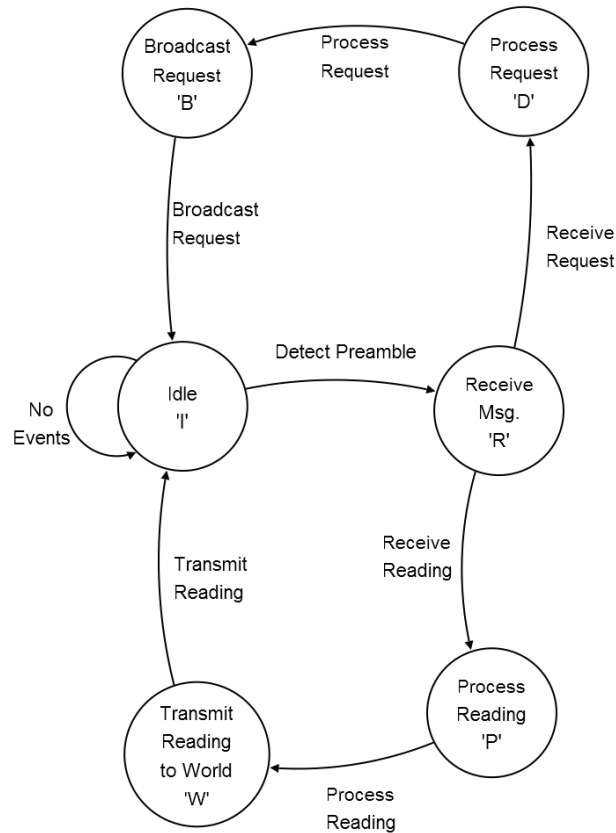 Broadcast
Request
'B'
Process
Request
Process
Request
'D'
Broadcast
Request
Receive
Request
Detect Preamble
Idle
'I'
Receive
Msg.
'R'
No
Events
Receive
Reading
Transmit
Reading
Process
Reading
'P'
Transmit
Reading
to World
'W'
Process
Reading